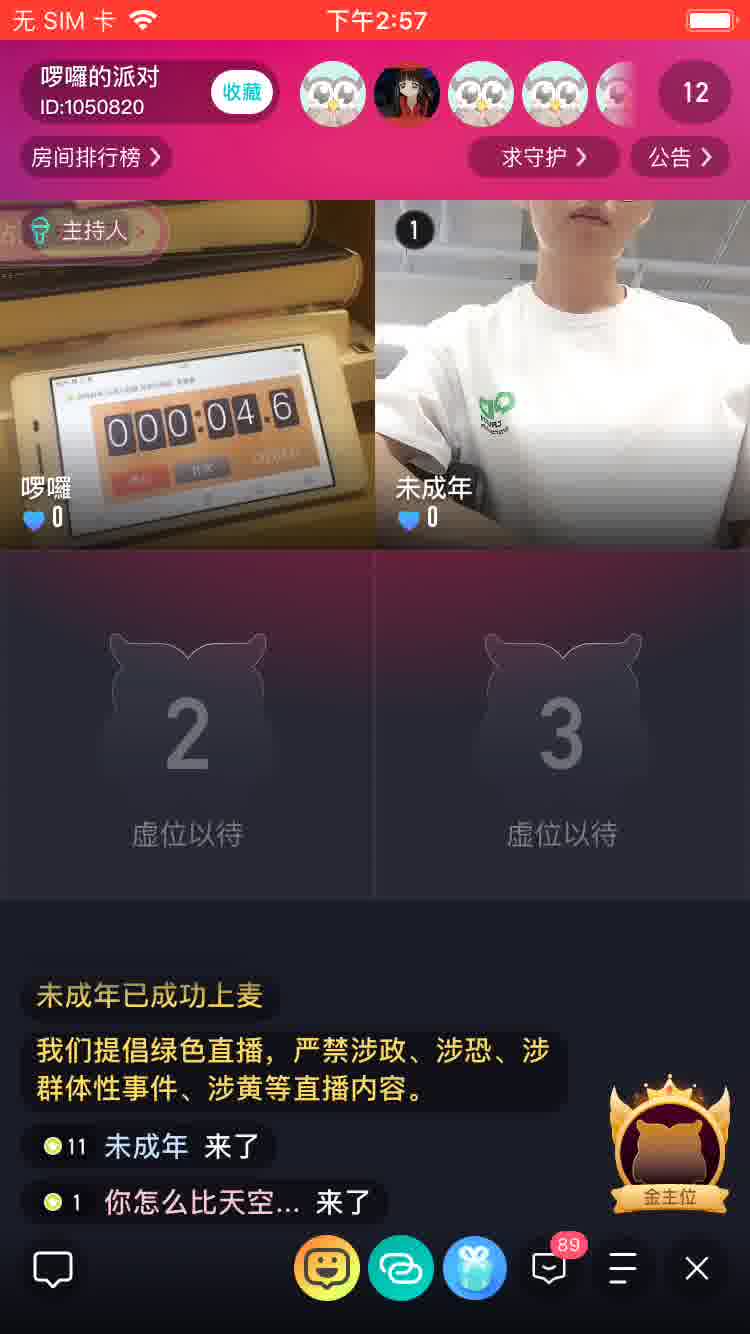 无 SIM 卡
下午2:57
啰囉的派对
ID:1050820
收藏
12
房间排行榜
求守护
公告
主持人
1
000:04.6
啰囉
0
未成年
0
2
虚位以待
3
虚位以待
未成年已成功上麦
我们提倡绿色直播，严禁涉政、涉恐、涉
群体性事件、涉黄等直播内容。
11 未成年 来了
1 你怎么比天空... 来了
金主位
89